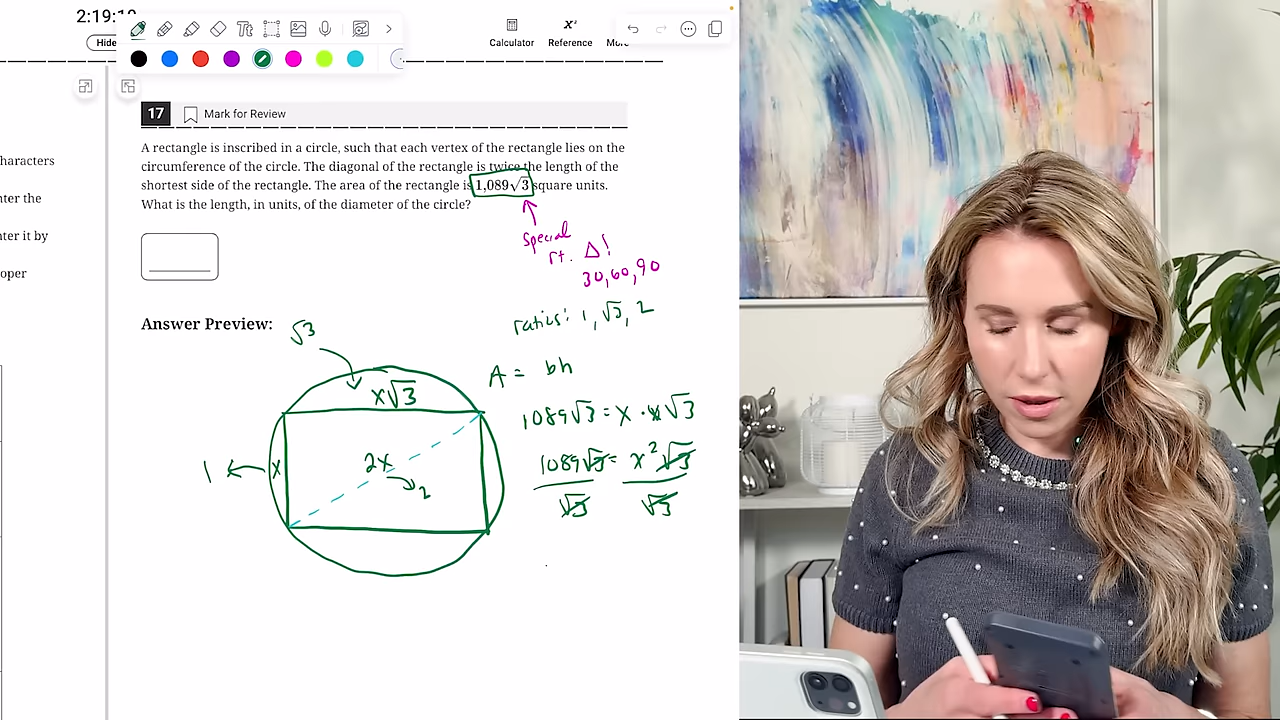 2:19:1
Hide
Calculator
X²
Reference
More
Tt
17
Mark for Review
A rectangle is inscribed in a circle, such that each vertex of the rectangle lies on the
circumference of the circle. The diagonal of the rectangle is twice the length of the
shortest side of the rectangle. The area of the rectangle is 1,089√3 square units.
What is the length, in units, of the diameter of the circle?
haracters
nter the
nter it by
oper
special
rt. Δ!
30,60,90
Answer Preview:
ratios: 1, √3, 2
√3
A = bh
x√3
1089√3 = x · x√3
1089√3 = x²√3
√3 √3
1
x
2x
2